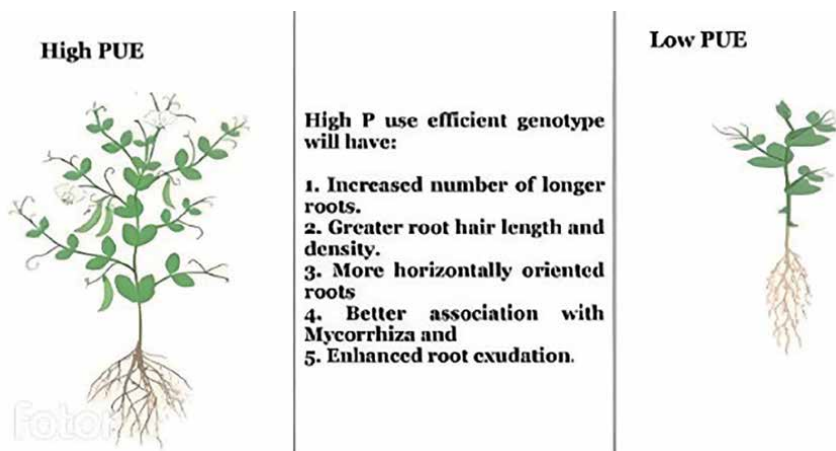 High PUE
High P use efficient genotype
will have:
1. Increased number of longer
roots.
2. Greater root hair length and
density.
3. More horizontally oriented
roots
4. Better association with
Mycorrhiza and
5. Enhanced root exudation.
Low PUE
fotor